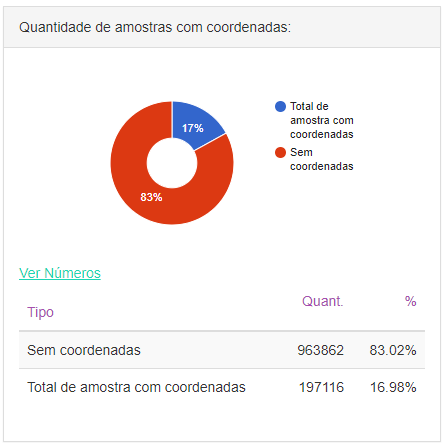 Quantidade de amostras com coordenadas:
17%
83%
Total de
amostra com
coordenadas
Sem
coordenadas
Ver Números
Tipo Quant. %
Sem coordenadas 963862 83.02%
Total de amostra com coordenadas 197116 16.98%